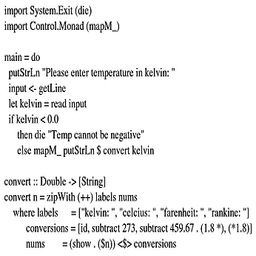 import System.Exit (die)
import Control.Monad (mapM_)
main = do
putStrLn "Please enter temperature in kelvin: "
input <- getLine
let kelvin = read input
if kelvin < 0.0
then die "Temp cannot be negative"
else mapM_ putStrLn $ convert kelvin
convert :: Double -> [String]
convert n = zipWith (++) labels nums
where labels = ["kelvin: ", "celcius: ", "farenheit: ", "rankine: "]
conversions = [id, subtract 273, subtract 459.67 . (1.8 *), (*1.8)]
nums = (show . ($n)) <$> conversions